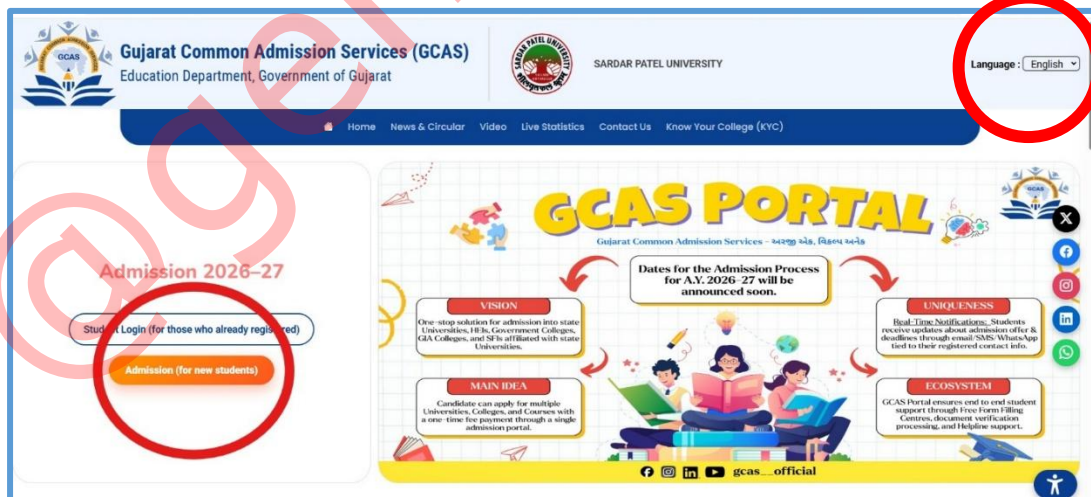 Gujarat Common Admission Services (GCAS)
Education Department, Government of Gujarat
SARDAR PATEL UNIVERSITY
Language : English
Home News & Circular Video Live Statistics Contact Us Know Your College (KYC)
Admission 2026–27
Student Login (for those who already registered)
Admission (for new students)
GCAS
GCAS PORTAL
GCAS
Gujarat Common Admission Services - અરજી એક, વિકલ્પ અનેક
Dates for the Admission Process
for A.Y. 2026-27 will be
announced soon.
VISION
One-stop solution for admission into state
Universities, HEIs, Government Colleges,
GIA Colleges, and SFIs affiliated with state
Universities.
UNIQUENESS
Real-Time Notifications: Students
receive updates about admission offer &
deadlines through email/SMS/WhatsApp
tied to their registered contact info.
MAIN IDEA
Candidate can apply for multiple
Universities, Colleges, and Courses with
a one-time fee payment through a single
admission portal.
ECOSYSTEM
GCAS Portal ensures end to end student
support through Free Form Filling
Centres, document verification
processing, and Helpline support.
gcas__official